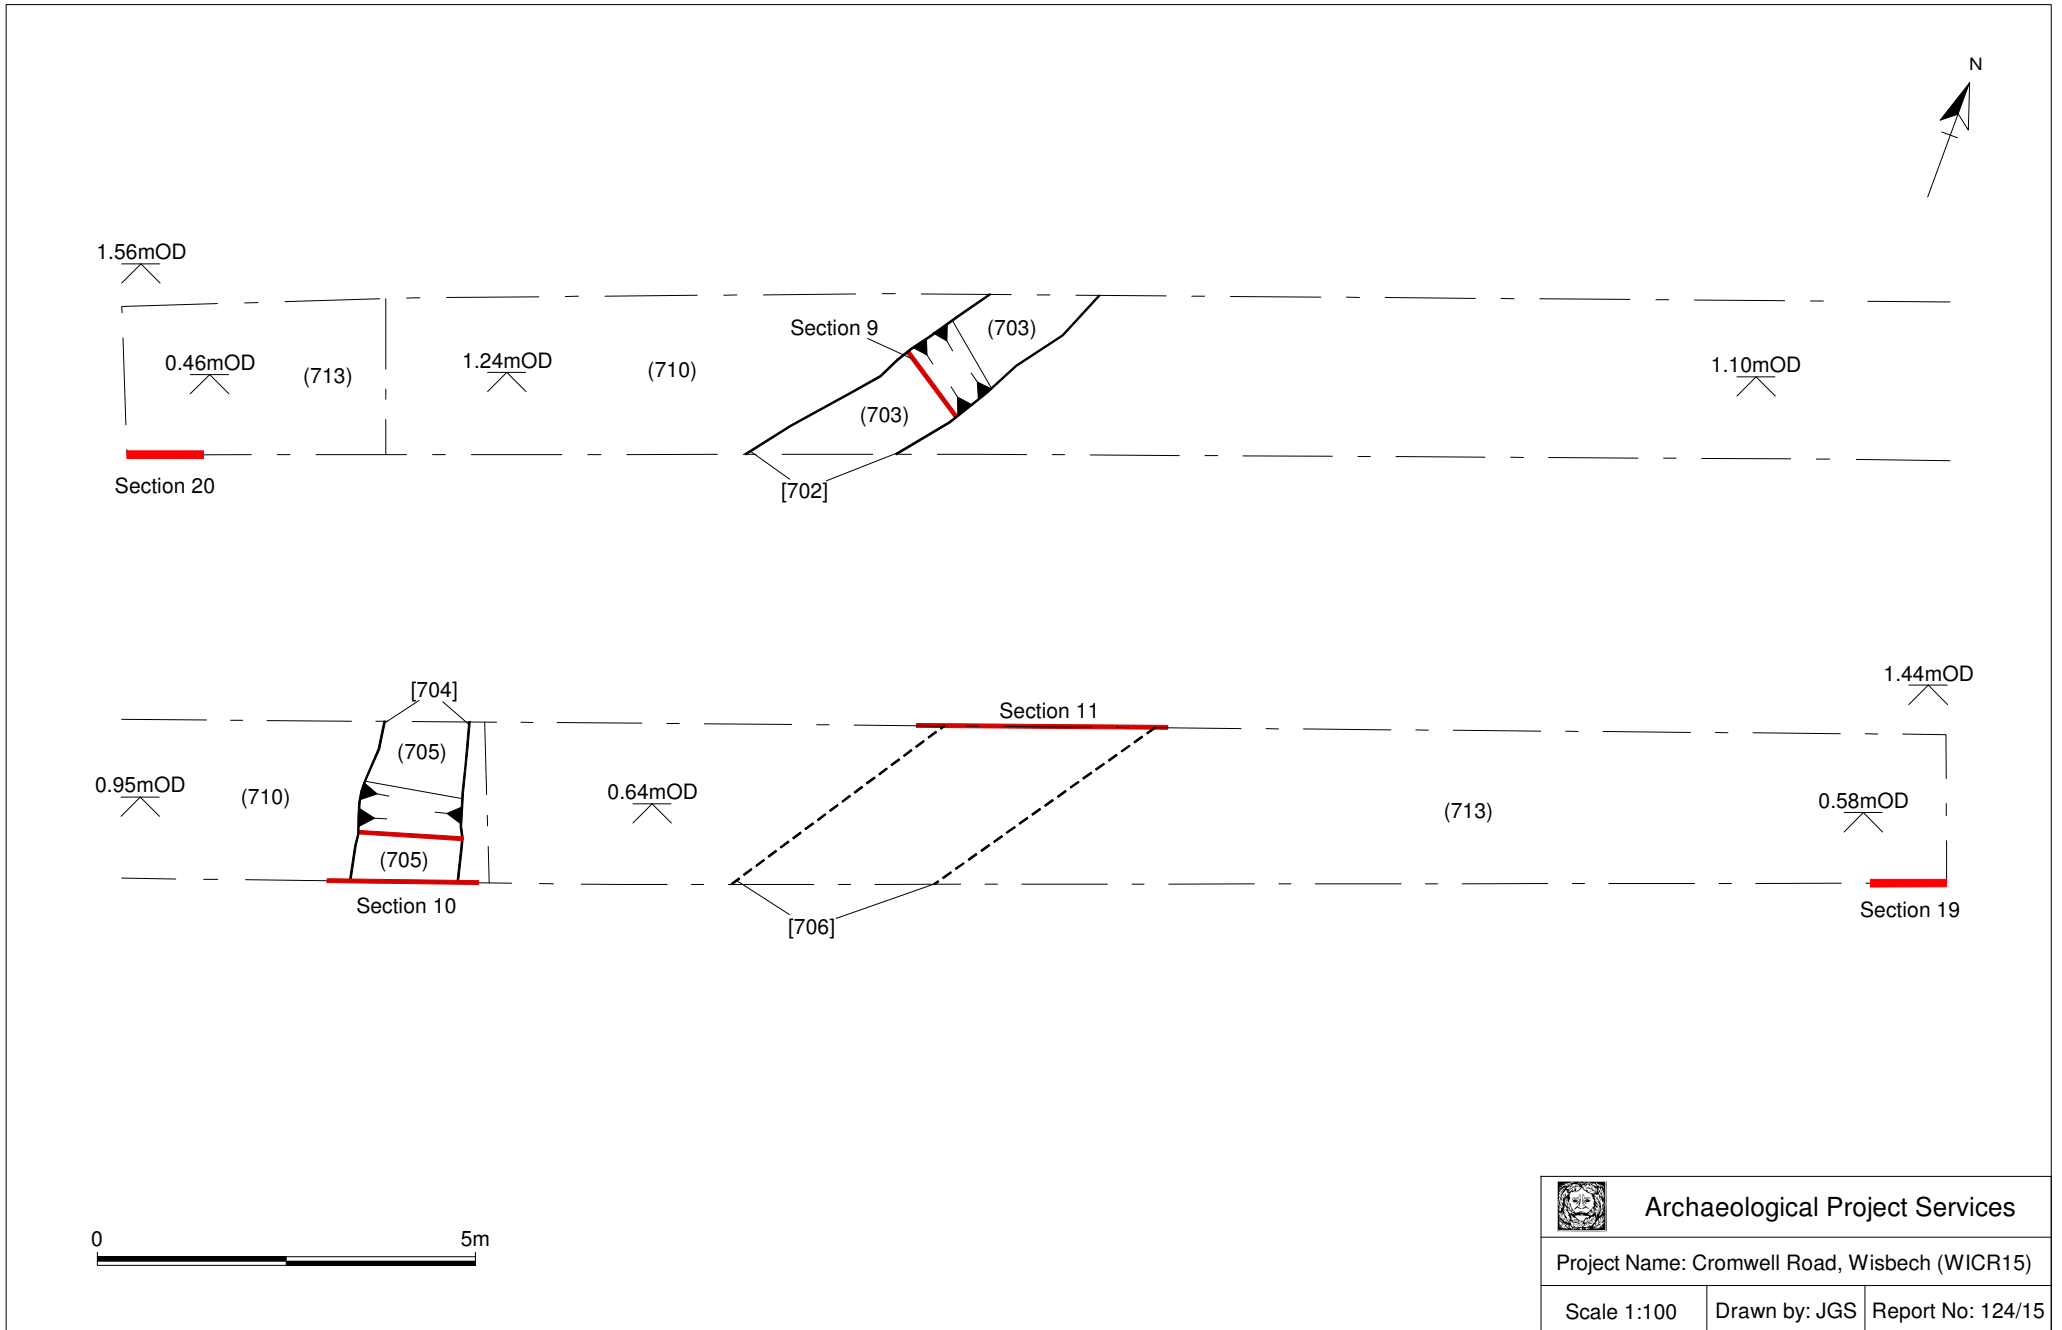 N
1.56mOD
Section 9
(703)
0.46mOD
(713)
1.24mOD
(710)
1.10mOD
(703)
Section 20
[702]
1.44mOD
[704]
Section 11
(705)
0.95mOD
(710)
0.64mOD
(713)
0.58mOD
(705)
Section 10
[706]
Section 19
0
5m
Archaeological Project Services
Project Name: Cromwell Road, Wisbech (WICR15)
Scale 1:100
Drawn by: JGS
Report No: 124/15